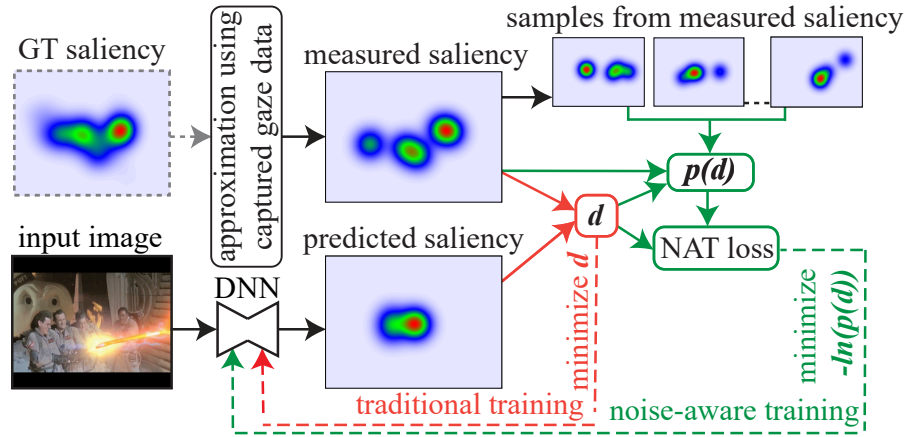 samples from measured saliency
GT saliency
approximation using
captured gaze data
measured saliency
p(d)
d
input image
predicted saliency
NAT loss
DNN
minimize d
minimize
-ln(p(d))
traditional training
noise-aware training